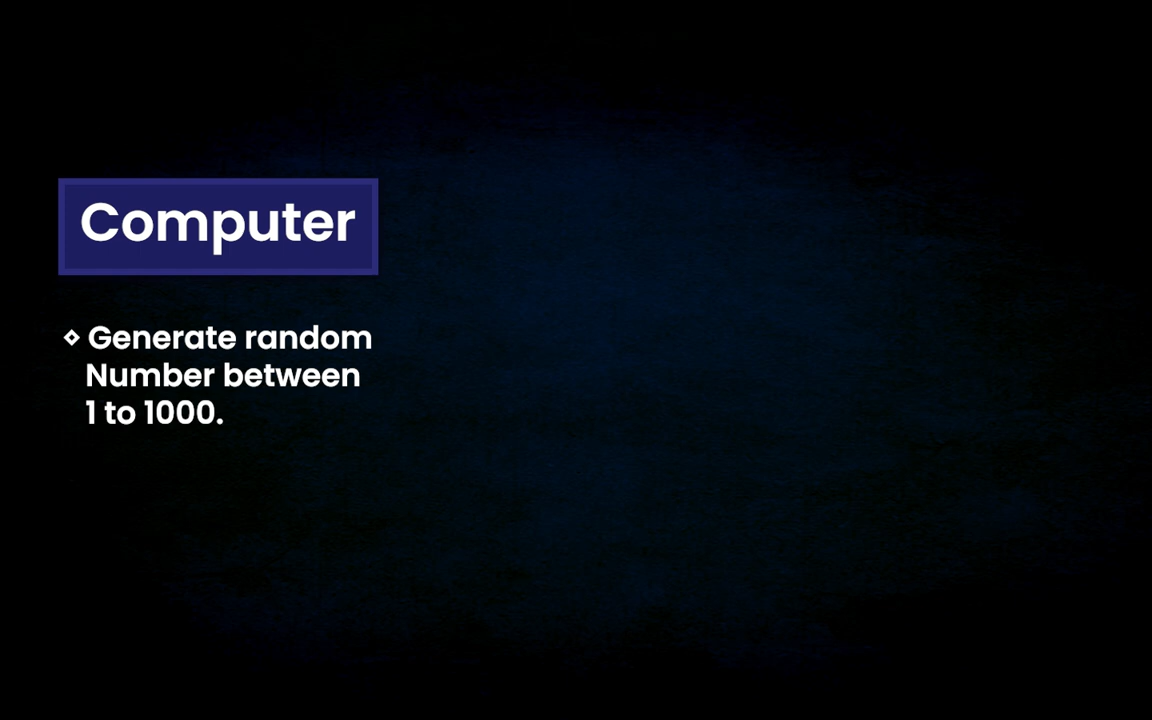 Computer
Generate random
Number between
1 to 1000.